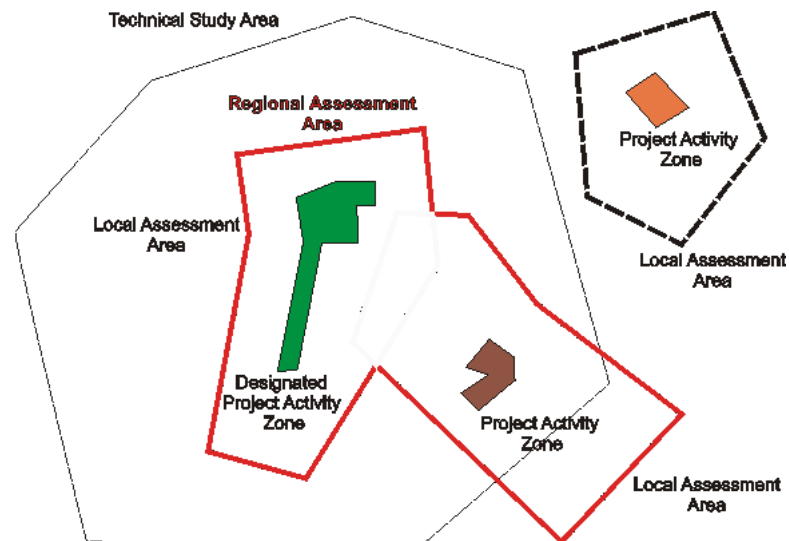 Technical Study Area
Regional Assessment
Area
Project Activity
Zone
Local Assessment
Area
Local Assessment
Area
Designated
Project Activity
Zone
Project Activity
Zone
Local Assessment
Area